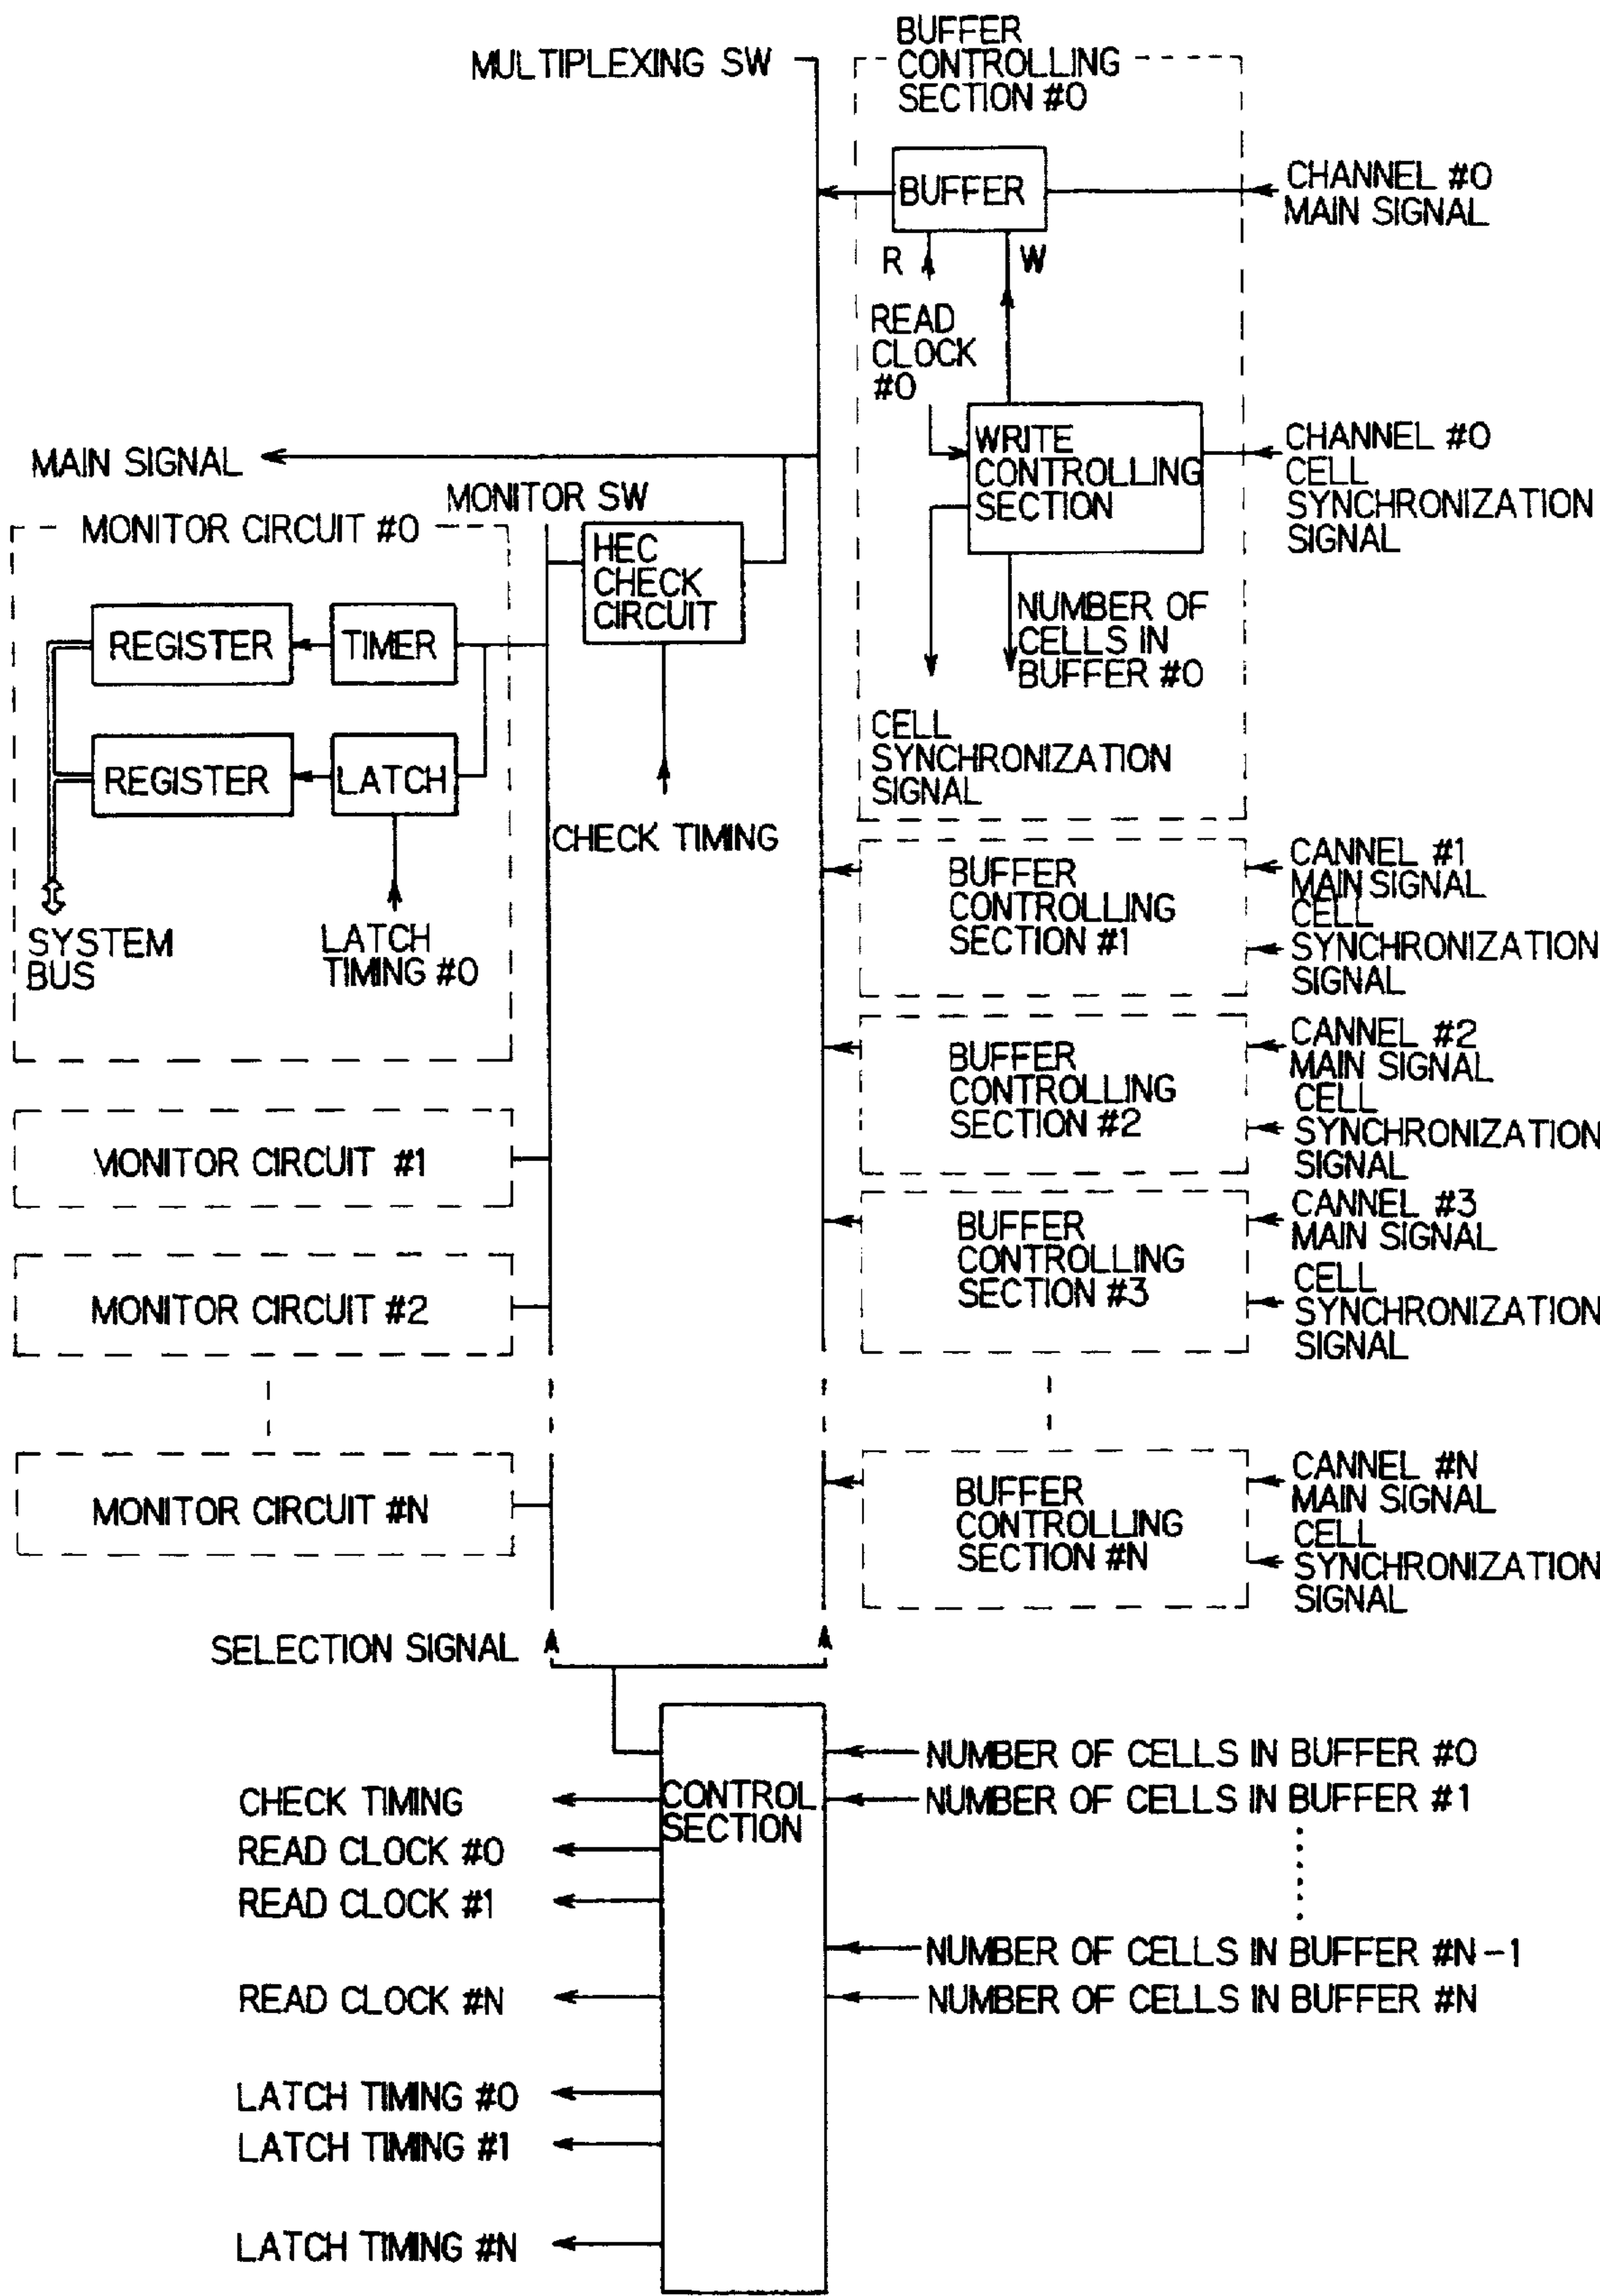 MULTIPLEXING SW
BUFFER
CONTROLLING
SECTION #0
BUFFER
CHANNEL #0
MAIN SIGNAL
R
W
READ
CLOCK
#0
WRITE
CONTROLLING
SECTION
CHANNEL #0
CELL
SYNCHRONIZATION
SIGNAL
NUMBER OF
CELLS IN
BUFFER #0
CELL
SYNCHRONIZATION
SIGNAL
MAIN SIGNAL
MONITOR SW
MONITOR CIRCUIT #0
HEC
CHECK
CIRCUIT
REGISTER
TIMER
REGISTER
LATCH
CHECK TIMING
SYSTEM
BUS
LATCH
TIMING #0
BUFFER
CONTROLLING
SECTION #1
CANNEL #1
MAIN SIGNAL
CELL
SYNCHRONIZATION
SIGNAL
BUFFER
CONTROLLING
SECTION #2
CANNEL #2
MAIN SIGNAL
CELL
SYNCHRONIZATION
SIGNAL
MONITOR CIRCUIT #1
BUFFER
CONTROLLING
SECTION #3
CANNEL #3
MAIN SIGNAL
CELL
SYNCHRONIZATION
SIGNAL
MONITOR CIRCUIT #2
MONITOR CIRCUIT #N
BUFFER
CONTROLLING
SECTION #N
CANNEL #N
MAIN SIGNAL
CELL
SYNCHRONIZATION
SIGNAL
SELECTION SIGNAL
CONTROL
SECTION
NUMBER OF CELLS IN BUFFER #0
NUMBER OF CELLS IN BUFFER #1
NUMBER OF CELLS IN BUFFER #N-1
NUMBER OF CELLS IN BUFFER #N
CHECK TIMING
READ CLOCK #0
READ CLOCK #1
READ CLOCK #N
LATCH TIMING #0
LATCH TIMING #1
LATCH TIMING #N